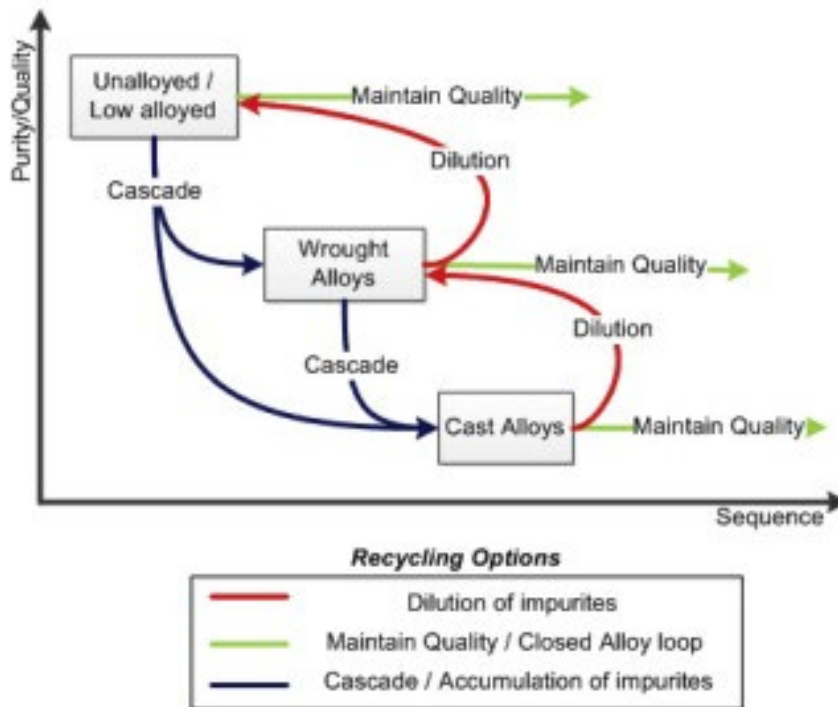 Purity/Quality
Unalloyed /
Low alloyed
Maintain Quality
Dilution
Cascade
Wrought
Alloys
Maintain Quality
Dilution
Cascade
Cast Alloys
Maintain Quality
Sequence
Recycling Options
Dilution of impurites
Maintain Quality / Closed Alloy loop
Cascade / Accumulation of impurites